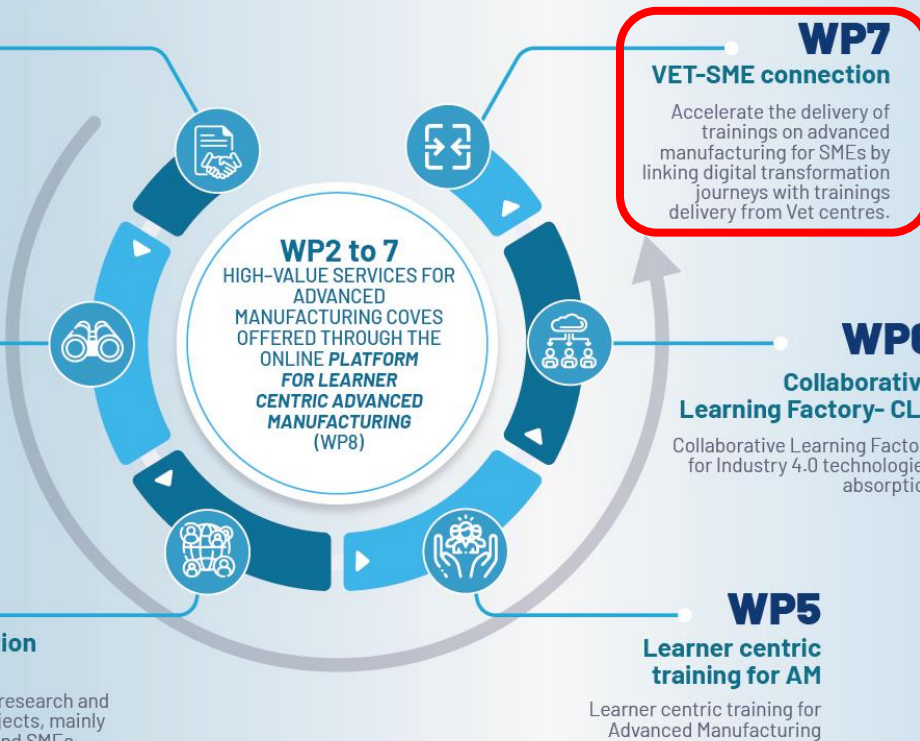 WP7
VET-SME connection
Accelerate the delivery of
trainings on advanced
manufacturing for SMEs by
linking digital transformation
journeys with trainings
delivery from Vet centres.
WP2 to 7
HIGH-VALUE SERVICES FOR
ADVANCED
MANUFACTURING COVES
OFFERED THROUGH THE
ONLINE PLATFORM
FOR LEARNER
CENTRIC ADVANCED
MANUFACTURING
(WP8)
WP6
Collaborativ
Learning Factory- CL
Collaborative Learning Facto
for Industry 4.0 technologie
absorptio
WP5
Learner centric
training for AM
Learner centric training for
Advanced Manufacturing
ion
research and
jects, mainly
nd SMEs